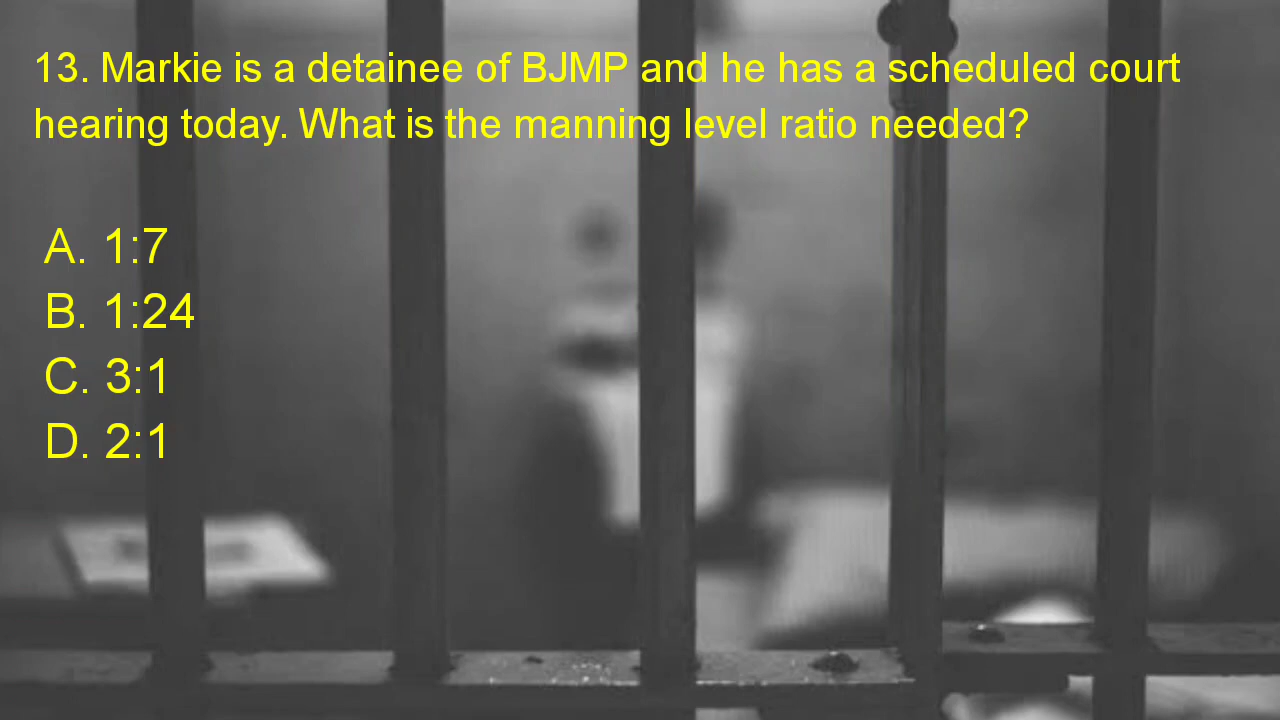 13. Markie is a detainee of BJMP and he has a scheduled court
hearing today. What is the manning level ratio needed?
A. 1:7
B. 1:24
C. 3:1
D. 2:1